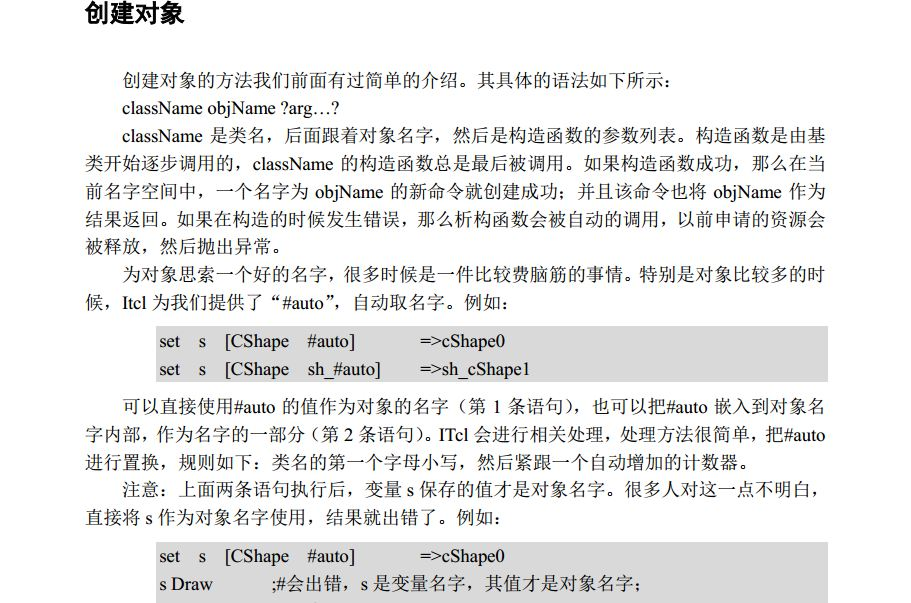 创建对象
创建对象的方法我们前面有过简单的介绍。其具体的语法如下所示：
className objName ?arg…?
className 是类名，后面跟着对象名字，然后是构造函数的参数列表。构造函数是由基
类开始逐步调用的，className 的构造函数总是最后被调用。如果构造函数成功，那么在当
前名字空间中，一个名字为 objName 的新命令就创建成功；并且该命令也将 objName 作为
结果返回。如果在构造的时候发生错误，那么析构函数会被自动的调用，以前申请的资源会
被释放，然后抛出异常。
为对象思索一个好的名字，很多时候是一件比较费脑筋的事情。特别是对象比较多的时
候，Itcl 为我们提供了“#auto”，自动取名字。例如：
set s [CShape #auto] =>cShape0
set s [CShape sh_#auto] =>sh_cShape1
可以直接使用#auto 的值作为对象的名字（第 1 条语句），也可以把#auto 嵌入到对象名
字内部，作为名字的一部分（第 2 条语句）。ITcl 会进行相关处理，处理方法很简单，把#auto
进行置换，规则如下：类名的第一个字母小写，然后紧跟一个自动增加的计数器。
注意：上面两条语句执行后，变量 s 保存的值才是对象名字。很多人对这一点不明白，
直接将 s 作为对象名字使用，结果就出错了。例如：
set s [CShape #auto] =>cShape0
s Draw ;#会出错，s 是变量名字，其值才是对象名字；